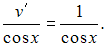 v′/cosx = 1/cosx.